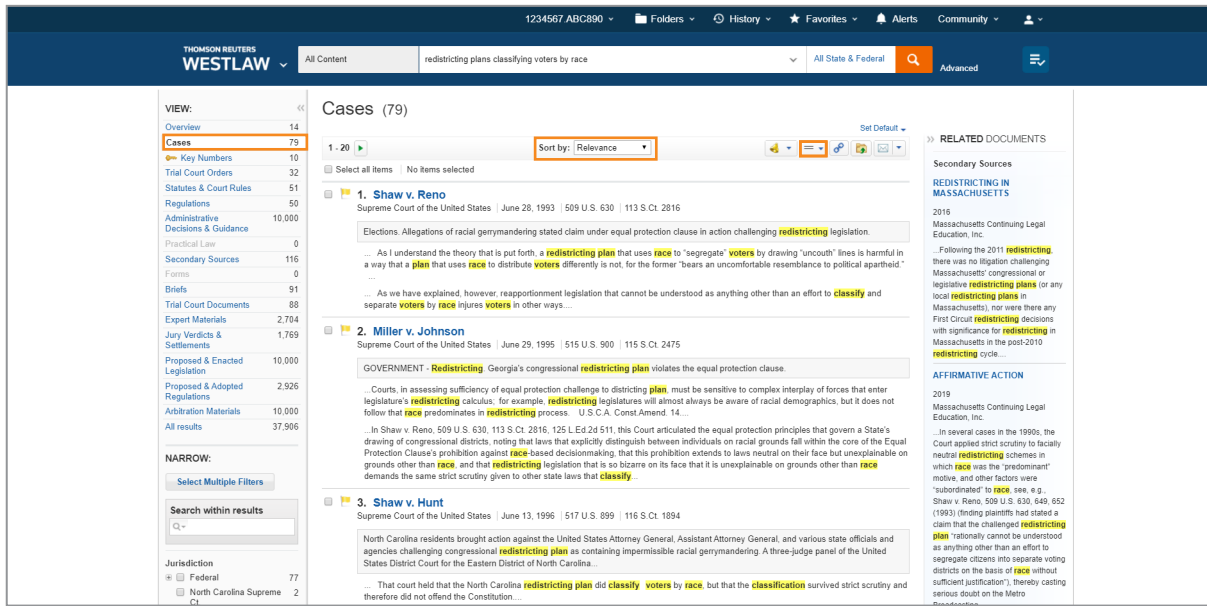 1234567.ABC890 Folders History Favorites Alerts Community
THOMSON REUTERS
WESTLAW
All Content
redistricting plans classifying voters by race
All State & Federal
Advanced
VIEW:
Overview 14
Cases 79
Key Numbers 10
Trial Court Orders 32
Statutes & Court Rules 51
Regulations 50
Administrative 10,000
Decisions & Guidance
Practical Law 0
Secondary Sources 116
Forms 0
Briefs 91
Trial Court Documents 88
Expert Materials 2,704
Jury Verdicts & 1,769
Settlements
Proposed & Enacted 10,000
Legislation
Proposed & Adopted 2,926
Regulations
Arbitration Materials 10,000
All results 37,906
NARROW:
Select Multiple Filters
Search within results
Jurisdiction
Federal 77
North Carolina Supreme 2
Ct.
Cases (79)
Set Default
1 - 20
Sort by: Relevance
Select all items No items selected
1. Shaw v. Reno
Supreme Court of the United States | June 28, 1993 | 509 U.S. 630 | 113 S.Ct. 2816
Elections. Allegations of racial gerrymandering stated claim under equal protection clause in action challenging redistricting legislation.
... As I understand the theory that is put forth, a redistricting plan that uses race to "segregate" voters by drawing "uncouth" lines is harmful in
a way that a plan that uses race to distribute voters differently is not, for the former "bears an uncomfortable resemblance to political apartheid."
...
... As we have explained, however, reapportionment legislation that cannot be understood as anything other than an effort to classify and
separate voters by race injures voters in other ways....
2. Miller v. Johnson
Supreme Court of the United States | June 29, 1995 | 515 U.S. 900 | 115 S.Ct. 2475
GOVERNMENT - Redistricting. Georgia's congressional redistricting plan violates the equal protection clause.
...Courts, in assessing sufficiency of equal protection challenge to districting plan, must be sensitive to complex interplay of forces that enter
legislature's redistricting calculus; for example, redistricting legislatures will almost always be aware of racial demographics, but it does not
follow that race predominates in redistricting process. U.S.C.A. Const.Amend. 14....
...In Shaw v. Reno, 509 U.S. 630, 113 S.Ct. 2816, 125 L.Ed.2d 511, this Court articulated the equal protection principles that govern a State's
drawing of congressional districts, noting that laws that explicitly distinguish between individuals on racial grounds fall within the core of the Equal
Protection Clause's prohibition against race-based decisionmaking, that this prohibition extends to laws neutral on their face but unexplainable on
grounds other than race, and that redistricting legislation that is so bizarre on its face that it is unexplainable on grounds other than race
demands the same strict scrutiny given to other state laws that classify...
3. Shaw v. Hunt
Supreme Court of the United States | June 13, 1996 | 517 U.S. 899 | 116 S.Ct. 1894
North Carolina residents brought action against the United States Attorney General, Assistant Attorney General, and various state officials and
agencies challenging congressional redistricting plan as containing impermissible racial gerrymandering. A three-judge panel of the United
States District Court for the Eastern District of North Carolina...
... That court held that the North Carolina redistricting plan did classify voters by race, but that the classification survived strict scrutiny and
therefore did not offend the Constitution....
RELATED DOCUMENTS
Secondary Sources
REDISTRICTING IN
MASSACHUSETTS
2016
Massachusetts Continuing Legal
Education, Inc.
...Following the 2011 redistricting,
there was no litigation challenging
Massachusetts' congressional or
legislative redistricting plans (or any
local redistricting plans in
Massachusetts), nor were there any
First Circuit redistricting decisions
with significance for redistricting in
Massachusetts in the post-2010
redistricting cycle....
AFFIRMATIVE ACTION
2019
Massachusetts Continuing Legal
Education, Inc.
...In several cases in the 1990s, the
Court applied strict scrutiny to facially
neutral redistricting schemes in
which race was the "predominant"
motive, and other factors were
"subordinated" to race, see, e.g.,
Shaw v. Reno, 509 U.S. 630, 649, 652
(1993) (finding plaintiffs had stated a
claim that the challenged redistricting
plan "rationally cannot be understood
as anything other than an effort to
segregate citizens into separate voting
districts on the basis of race without
sufficient justification"), thereby casting
serious doubt on the Metro